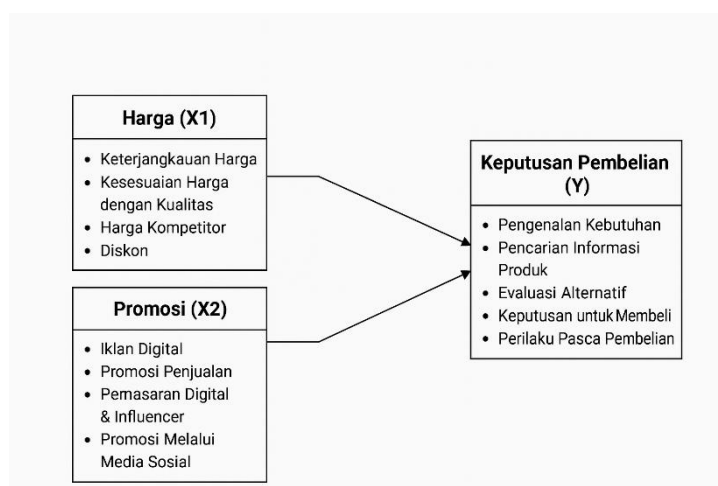 Harga (X1)
• Keterjangkauan Harga
• Kesesuaian Harga
dengan Kualitas
• Harga Kompetitor
• Diskon
Promosi (X2)
• Iklan Digital
• Promosi Penjualan
• Pemasaran Digital
& Influencer
• Promosi Melalui
Media Sosial
Keputusan Pembelian
(Y)
• Pengenalan Kebutuhan
• Pencarian Informasi
Produk
• Evaluasi Alternatif
• Keputusan untuk Membeli
• Perilaku Pasca Pembelian